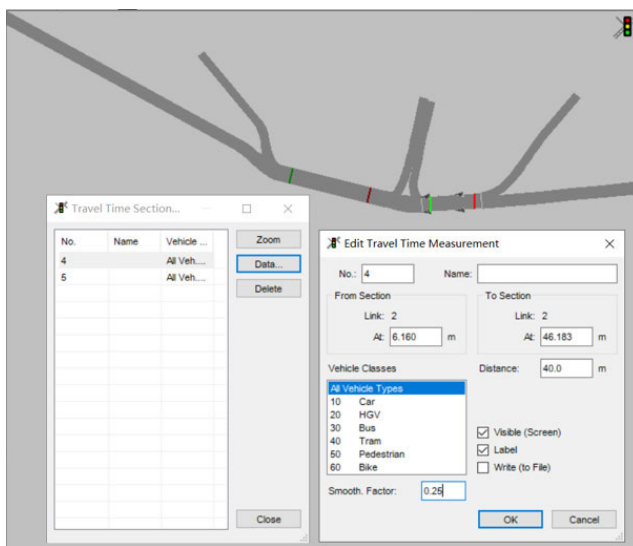 Travel Time Section...
No. Name Vehicle ...
4 All Veh....
5 All Veh....
Zoom
Data...
Delete
Close
Edit Travel Time Measurement
No.: 4 Name:
From Section To Section
Link: 2 Link: 2
At: 6.160 m At: 46.183 m
Vehicle Classes Distance: 40.0 m
All Vehicle Types
10 Car
20 HGV
30 Bus
40 Tram
50 Pedestrian
60 Bike
Visible (Screen)
Label
Write (to File)
Smooth. Factor: 0.25
OK Cancel